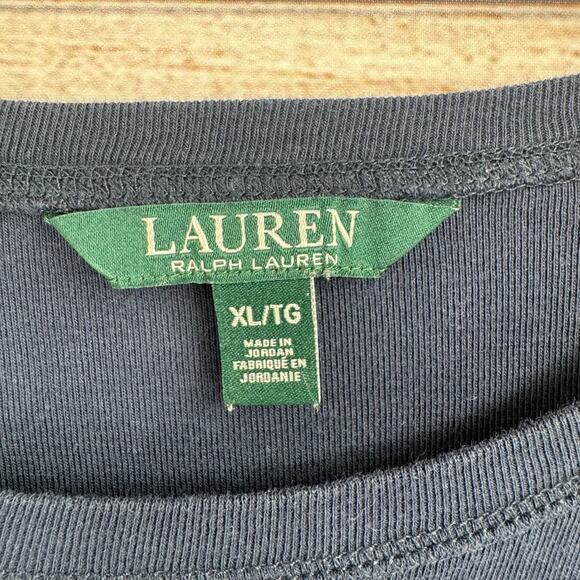 LAUREN
RALPH LAUREN
XL/TG
MADE IN
JORDAN
FABRIQUÉ EN
JORDANIE